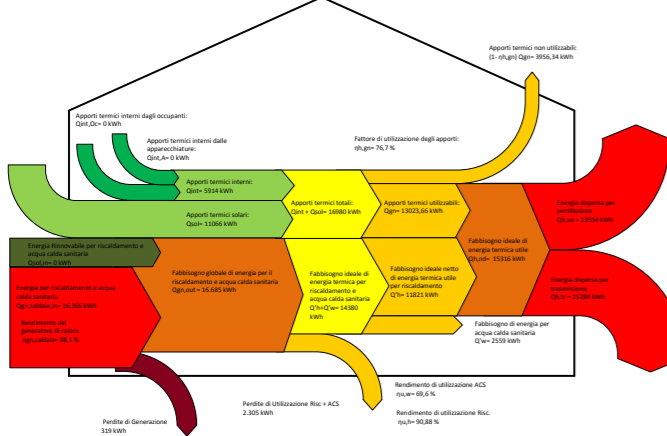 Apporti termici non utilizzabili:
(1- ηh,gn) Qgn= 3956,34 kWh
Apporti termici interni dagli occupanti:
Qint,Oc= 0 kWh
Apporti termici interni dalle
apparecchiature:
Qint,A= 0 kWh
Fattore di utilizzazione degli apporti:
ηh,gn= 76,7 %
Apporti termici interni:
Qint= 5914 kWh
Apporti termici totali:
Qint + Qsol= 16980 kWh
Apporti termici utilizzabili:
Qgn= 13023,66 kWh
Energia dispersa per
ventilazione
Qh,ve = 13554 kWh
Apporti termici solari:
Qsol= 11066 kWh
Fabbisogno ideale di
energia termica utile
Qh,nd= 15316 kWh
Energia Rinnovabile per riscaldamento e
acqua calda sanitaria
Qsol,in= 0 kWh
Fabbisogno globale di energia per il
riscaldamento e acqua calda sanitaria
Qgn,out = 16.685 kWh
Fabbisogno ideale di
energia termica per
riscaldamento e
acqua calda sanitaria
Q'h+Q'w= 14380
kWh
Fabbisogno ideale netto
di energia termica utile
per riscaldamento
Q'h= 11821 kWh
Energia dispersa per
trasmissione
Qh,tr = 15284 kWh
Energia per riscaldamento e acqua
calda sanitaria
Qgn,caldaia,in= 16.366 kWh
Rendimento del
generatore di calore
ηgn,caldaia= 98,1 %
Fabbisogno di energia per
acqua calda sanitaria
Q'w= 2559 kWh
Rendimento di utilizzazione ACS
ηu,w= 69,6 %
Perdite di Utilizzazione Risc + ACS
2.305 kWh
Rendimento di utilizzazione Risc.
ηu,h= 90,88 %
Perdite di Generazione
319 kWh